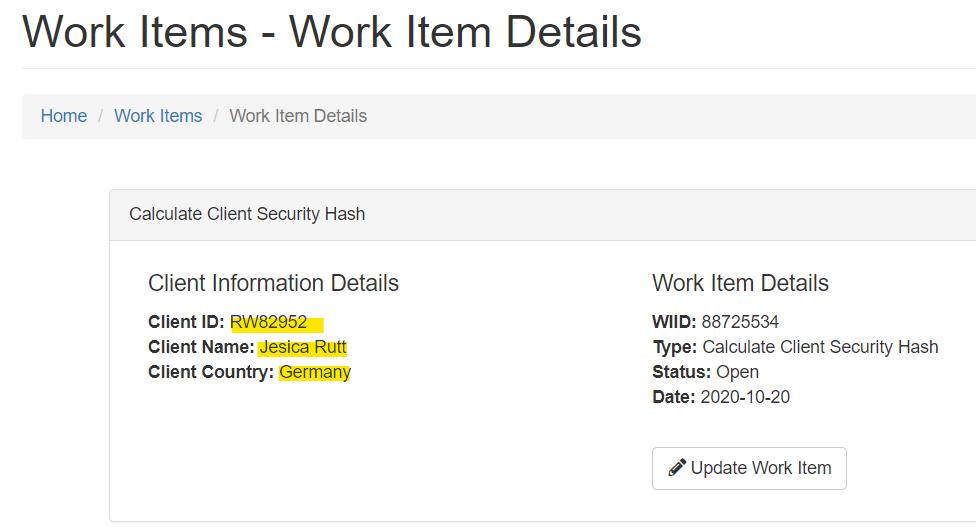 Work Items - Work Item Details
Home / Work Items / Work Item Details
Calculate Client Security Hash
Client Information Details
Client ID: RW82952
Client Name: Jesica Rutt
Client Country: Germany
Work Item Details
WIID: 88725534
Type: Calculate Client Security Hash
Status: Open
Date: 2020-10-20
Update Work Item